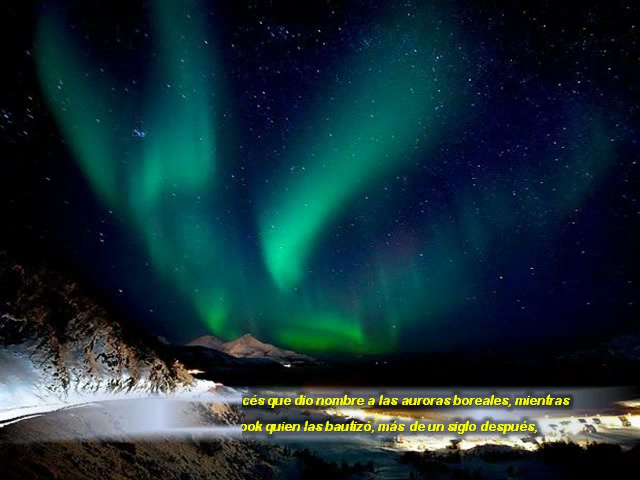 cés que dio nombre a las auroras boreales, mientras
ook quien las bautizó, más de un siglo después,